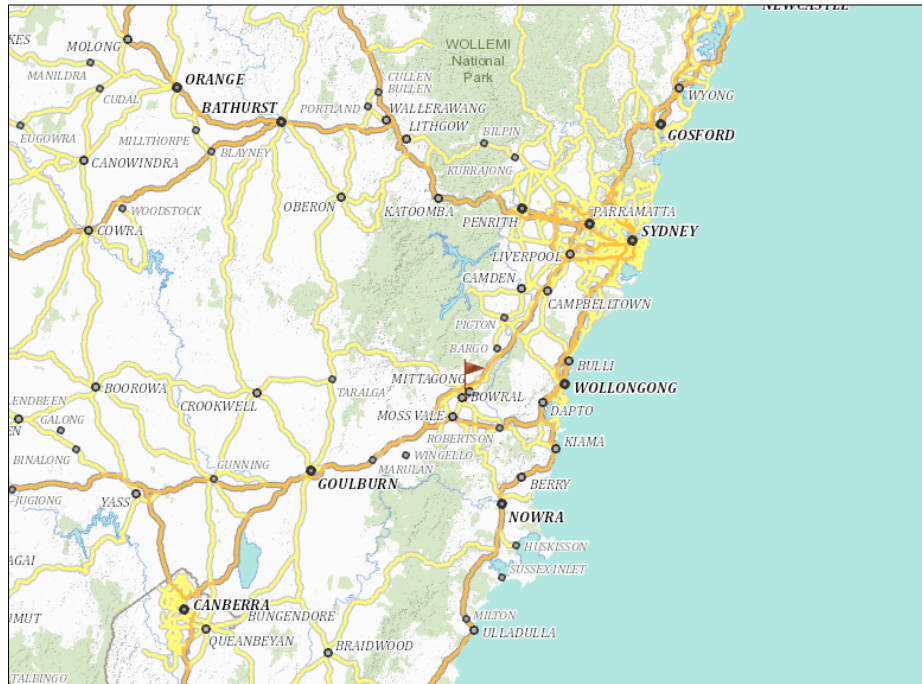 NEWCASTLE
KES
MOLONG
WOLLEMI
National
Park
MANILDRA
CUDAL
ORANGE
CULLEN
BULLEN
WYONG
BATHURST
PORTLAND
WALLERAWANG
EUGOWRA
MILLTHORPE
LITHGOW
BILPIN
GOSFORD
CANOWINDRA
BLAYNEY
KURRAJONG
WOODSTOCK
OBERON
KATOOMBA
PENRITH
PARRAMATTA
COWRA
SYDNEY
LIVERPOOL
CAMDEN
CAMPBELLTOWN
PICTON
BARGO
BULLI
MITTAGONG
BOOROWA
TARALGA
WOLLONGONG
LENDBEEN
CROOKWELL
BOWRAL
DAPTO
GALONG
EN
MOSS VALE
ROBERTSON
KIAMA
BINALONG
GUNNING
WINGELLO
MARULAN
JUGIONG
YASS
GOULBURN
BERRY
NOWRA
HUSKISSON
AGAI
SUSSEX INLET
CANBERRA
UMUT
BUNGENDORE
MILTON
QUEANBEYAN
ULLADULLA
BRAIDWOOD
TALBINGO